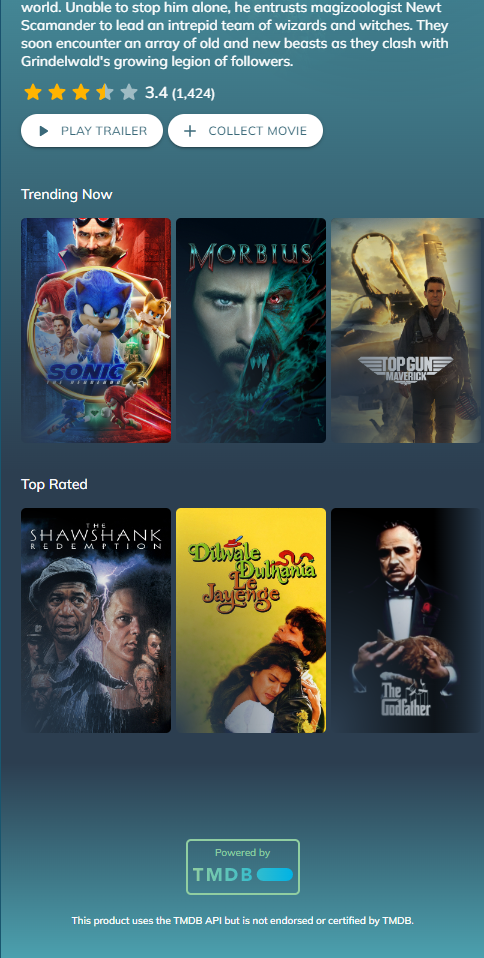 world. Unable to stop him alone, he entrusts magizoologist Newt
Scamander to lead an intrepid team of wizards and witches. They
soon encounter an array of old and new beasts as they clash with
Grindelwald's growing legion of followers.
3.4 (1,424)
PLAY TRAILER
COLLECT MOVIE
Trending Now
SONIC 2
THE HEDGEHOG
MORBIUS
TOP GUN
MAVERICK
Top Rated
THE
SHAWSHANK
REDEMPTION
Dilwale
Dulhania
Le
Jayenge
The
Godfather
Powered by
TMDB
This product uses the TMDB API but is not endorsed or certified by TMDB.